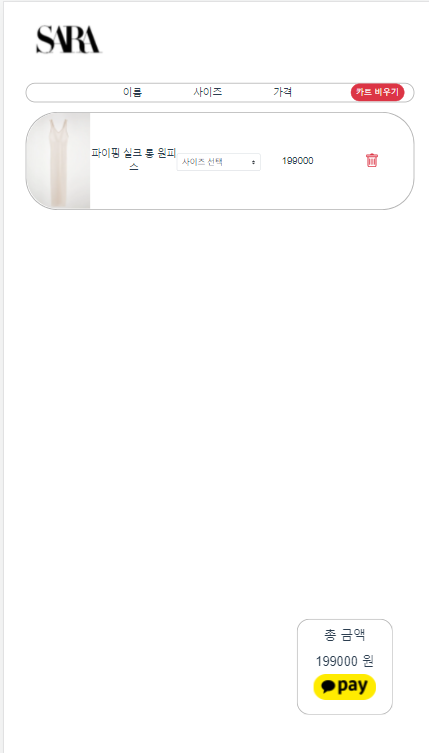 SARA
이름 사이즈 가격 카트 비우기
파이핑 실크 롱 원피
스
사이즈 선택
199000
총 금액
199000 원
pay